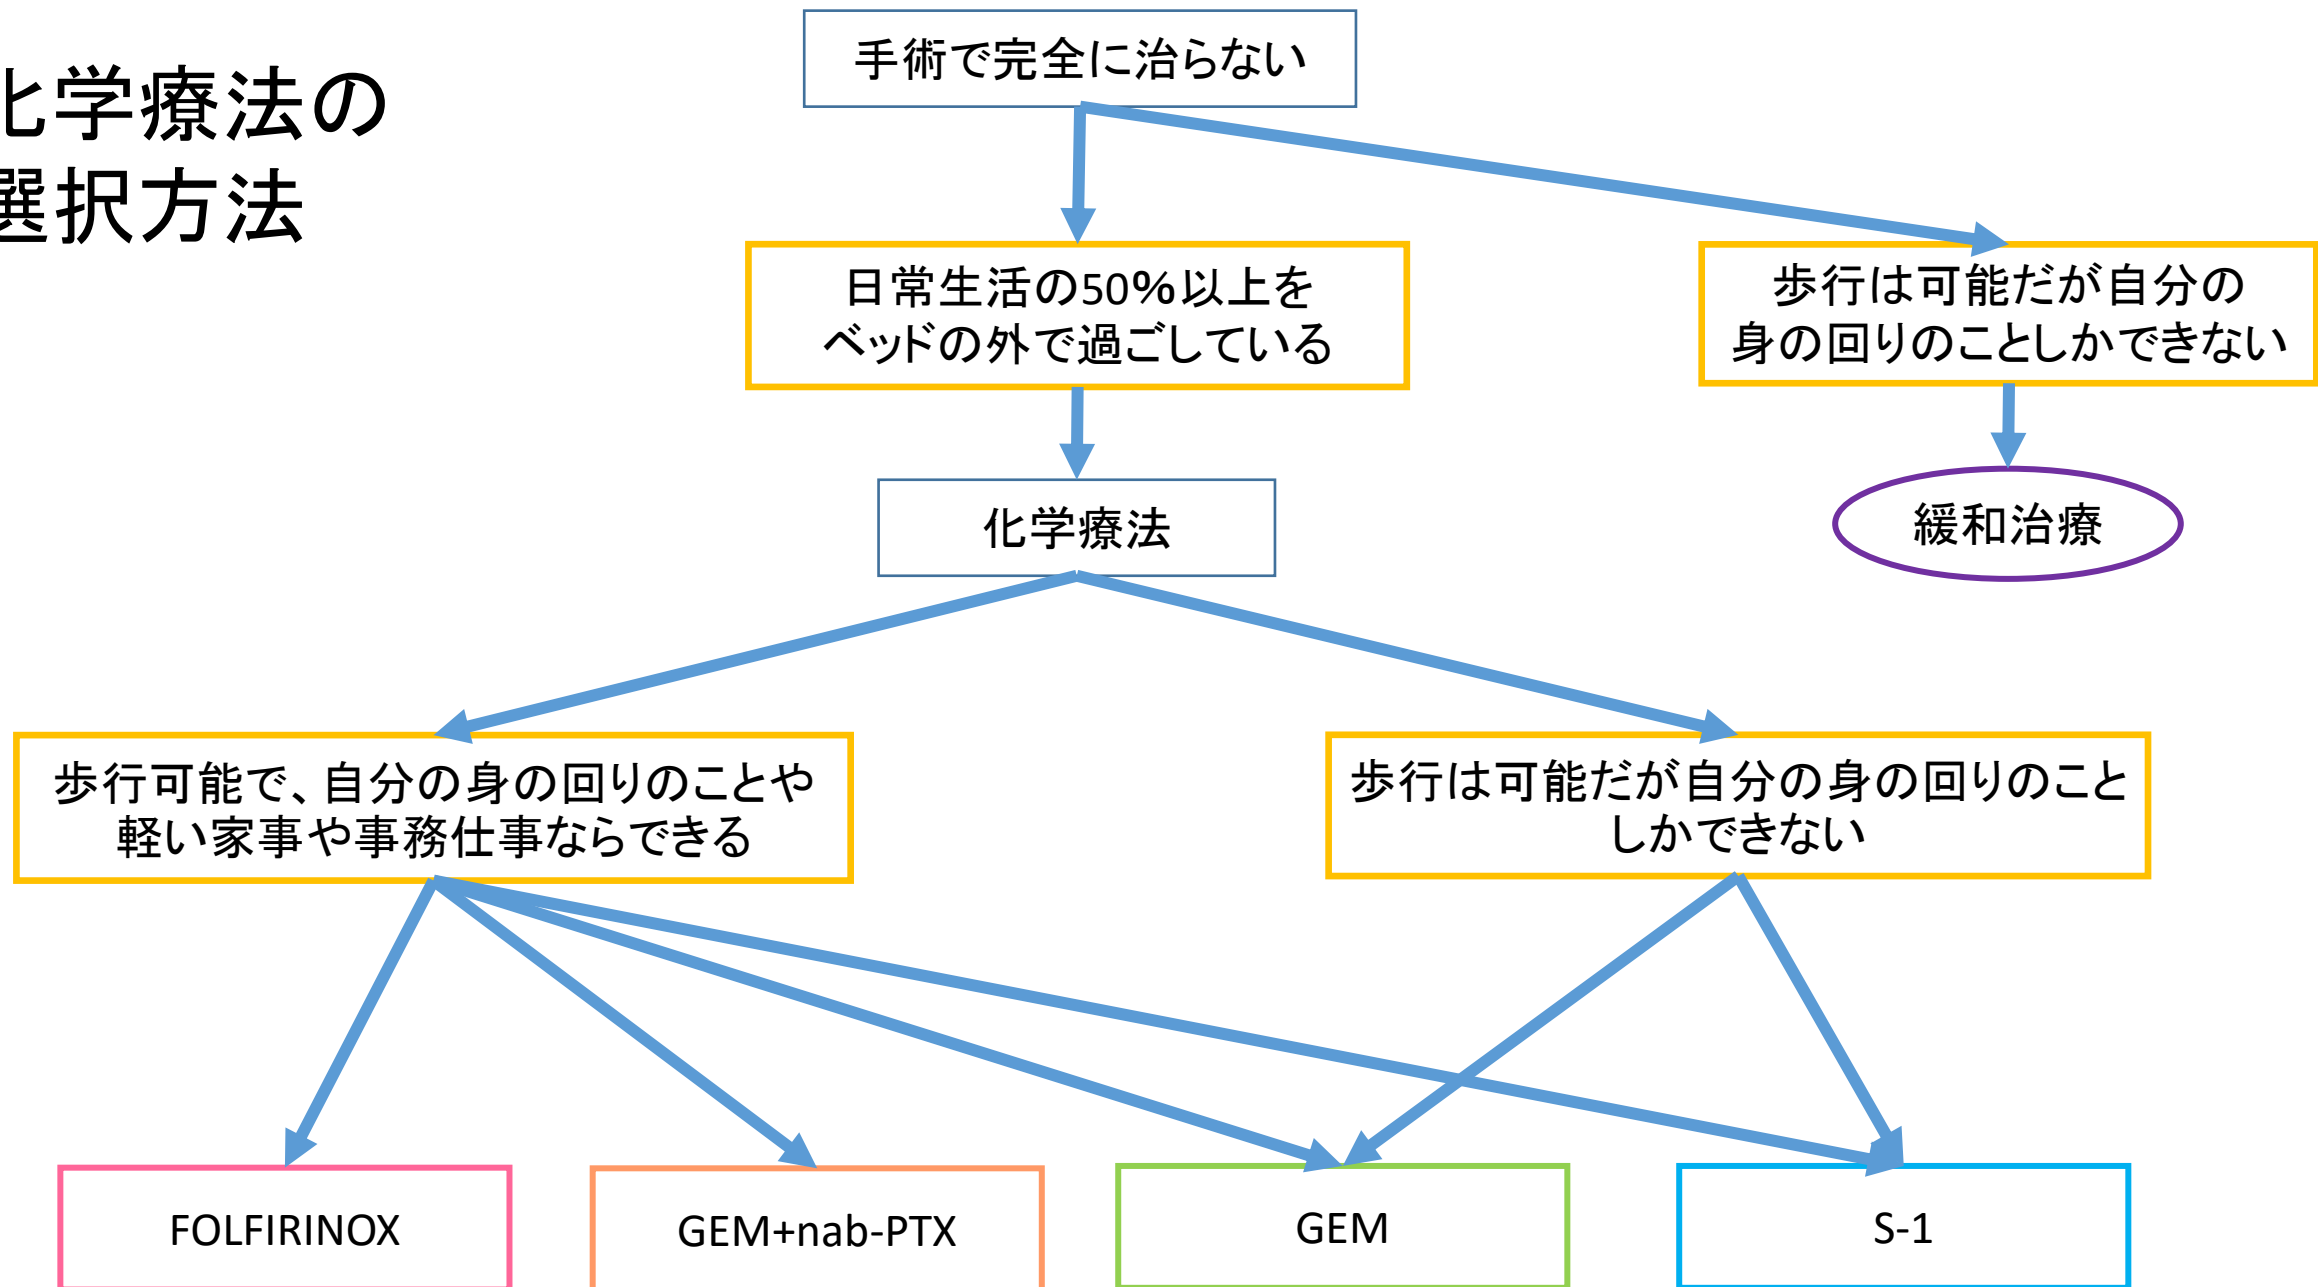 化学療法の
選択方法
手術で完全に治らない
日常生活の50%以上を
ベッドの外で過ごしている
歩行は可能だが自分の
身の回りのことしかできない
化学療法
緩和治療
歩行可能で、自分の身の回りのことや
軽い家事や事務仕事ならできる
歩行は可能だが自分の身の回りのこと
しかできない
FOLFIRINOX
GEM+nab-PTX
GEM
S-1